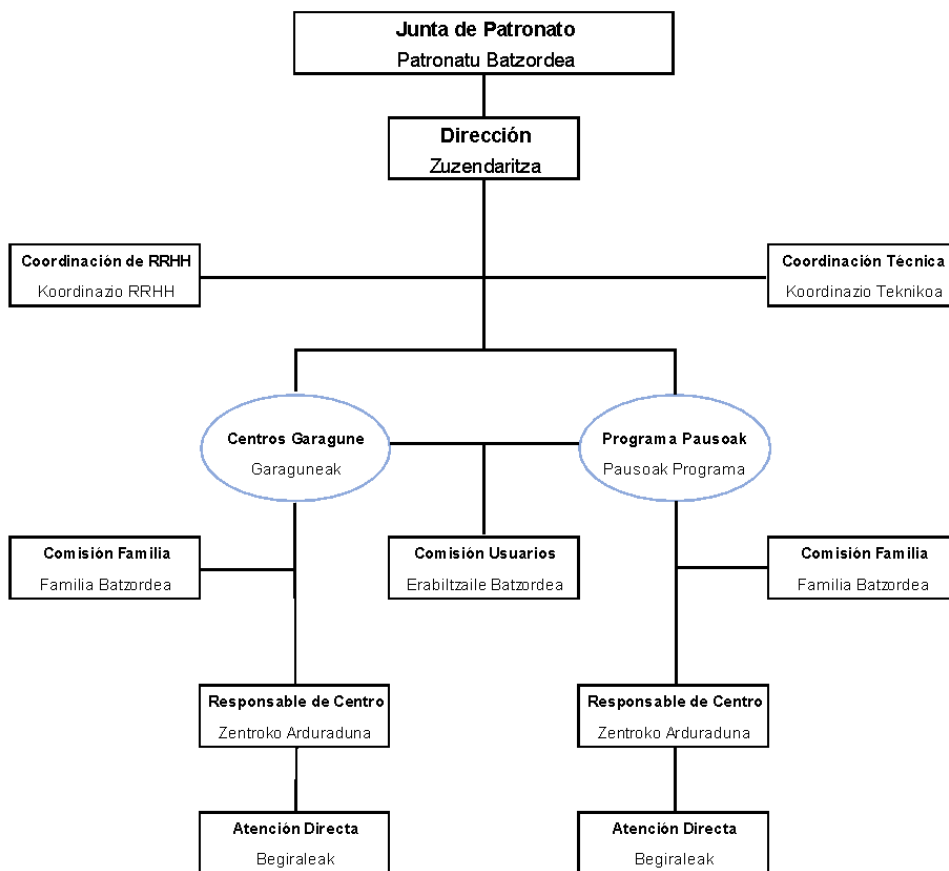 Junta de Patronato
Patronatu Batzordea
Dirección
Zuzendaritza
Coordinación de RRHH
Koordinazio RRHH
Coordinación Técnica
Koordinazio Teknikoa
Centros Garagune
Garaguneak
Programa Pausoak
Pausoak Programa
Comisión Familia
Familia Batzordea
Comisión Usuarios
Erabiltzaile Batzordea
Comisión Familia
Familia Batzordea
Responsable de Centro
Zentroko Arduraduna
Responsable de Centro
Zentroko Arduraduna
Atención Directa
Begiraleak
Atención Directa
Begiraleak